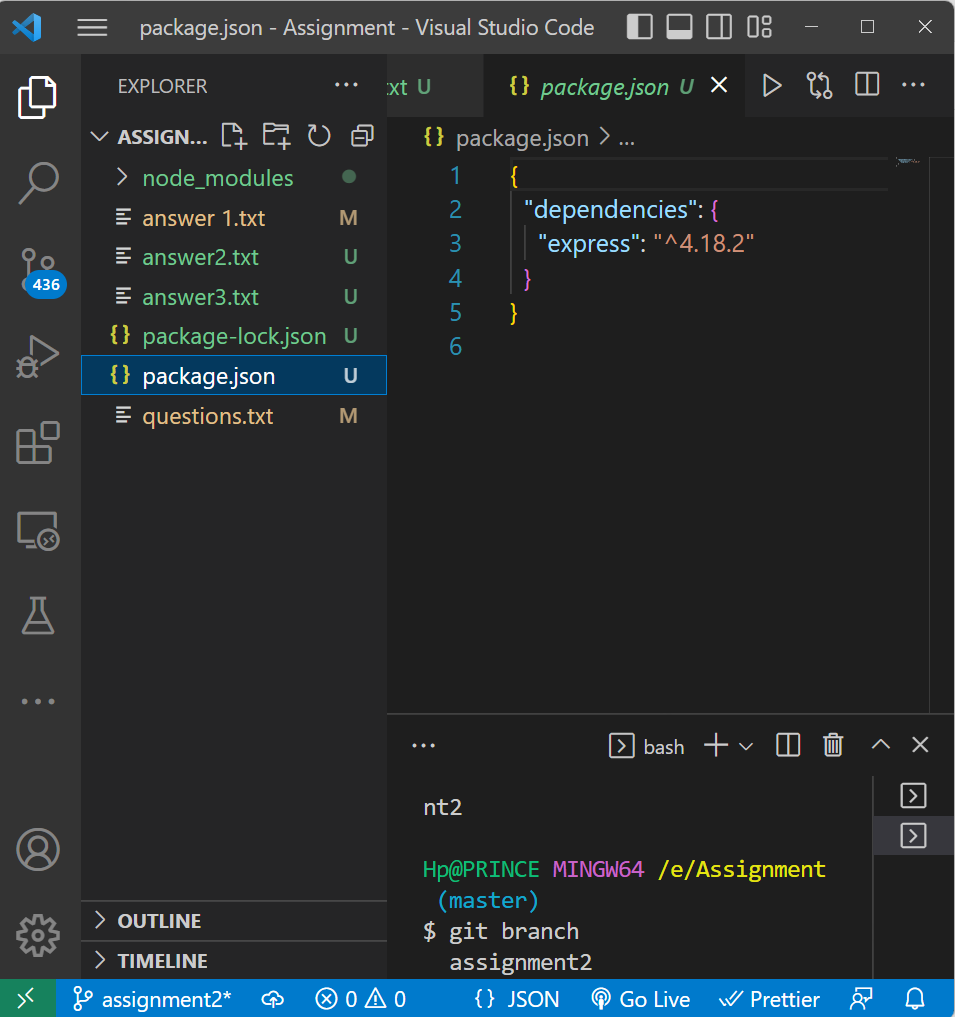 package.json - Assignment - Visual Studio Code
EXPLORER
ASSIGN...
node_modules
answer 1.txt M
answer2.txt U
answer3.txt U
package-lock.json U
package.json U
questions.txt M
OUTLINE
TIMELINE
436
xt U
{} package.json U
{} package.json > ...
1 {
2 "dependencies": {
3 "express": "^4.18.2"
4 }
5 }
6
bash
nt2
Hp@PRINCE MINGW64 /e/Assignment
(master)
$ git branch
assignment2
assignment2* 0 0 {} JSON Go Live Prettier